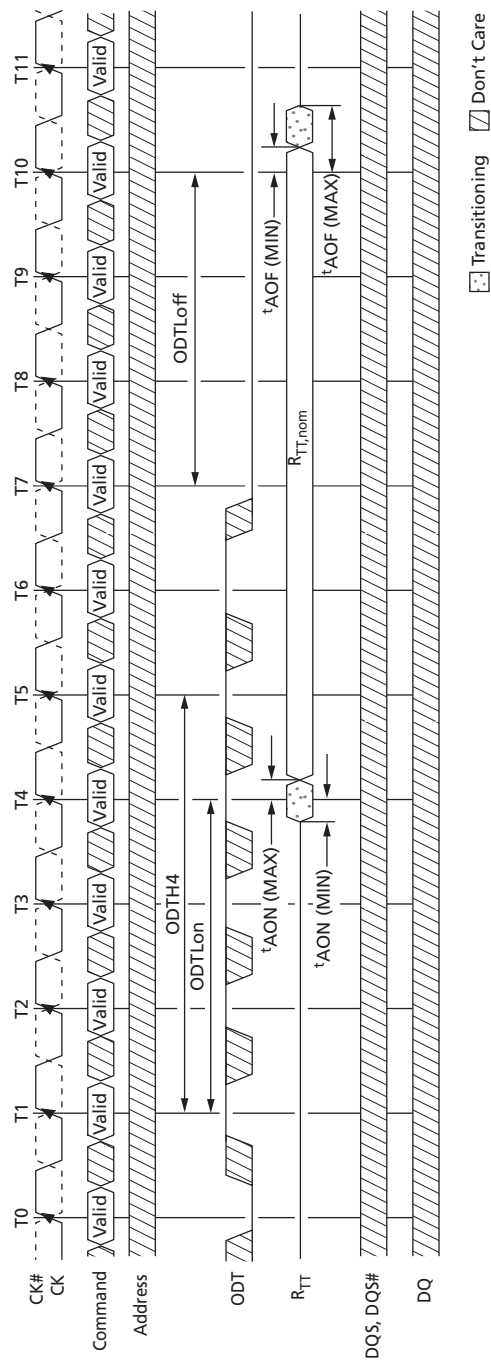 T0 T1 T2 T3 T4 T5 T6 T7 T8 T9 T10 T11
CK#
CK
Command Valid Valid Valid Valid Valid Valid Valid Valid Valid Valid Valid Valid
Address
ODTH4
ODTLoff
ODTLon
ODT
tAON (MAX)
tAOF (MIN)
RTT
RTT,nom
tAON (MIN)
tAOF (MAX)
DQS, DQS#
DQ
Transitioning
Don't Care